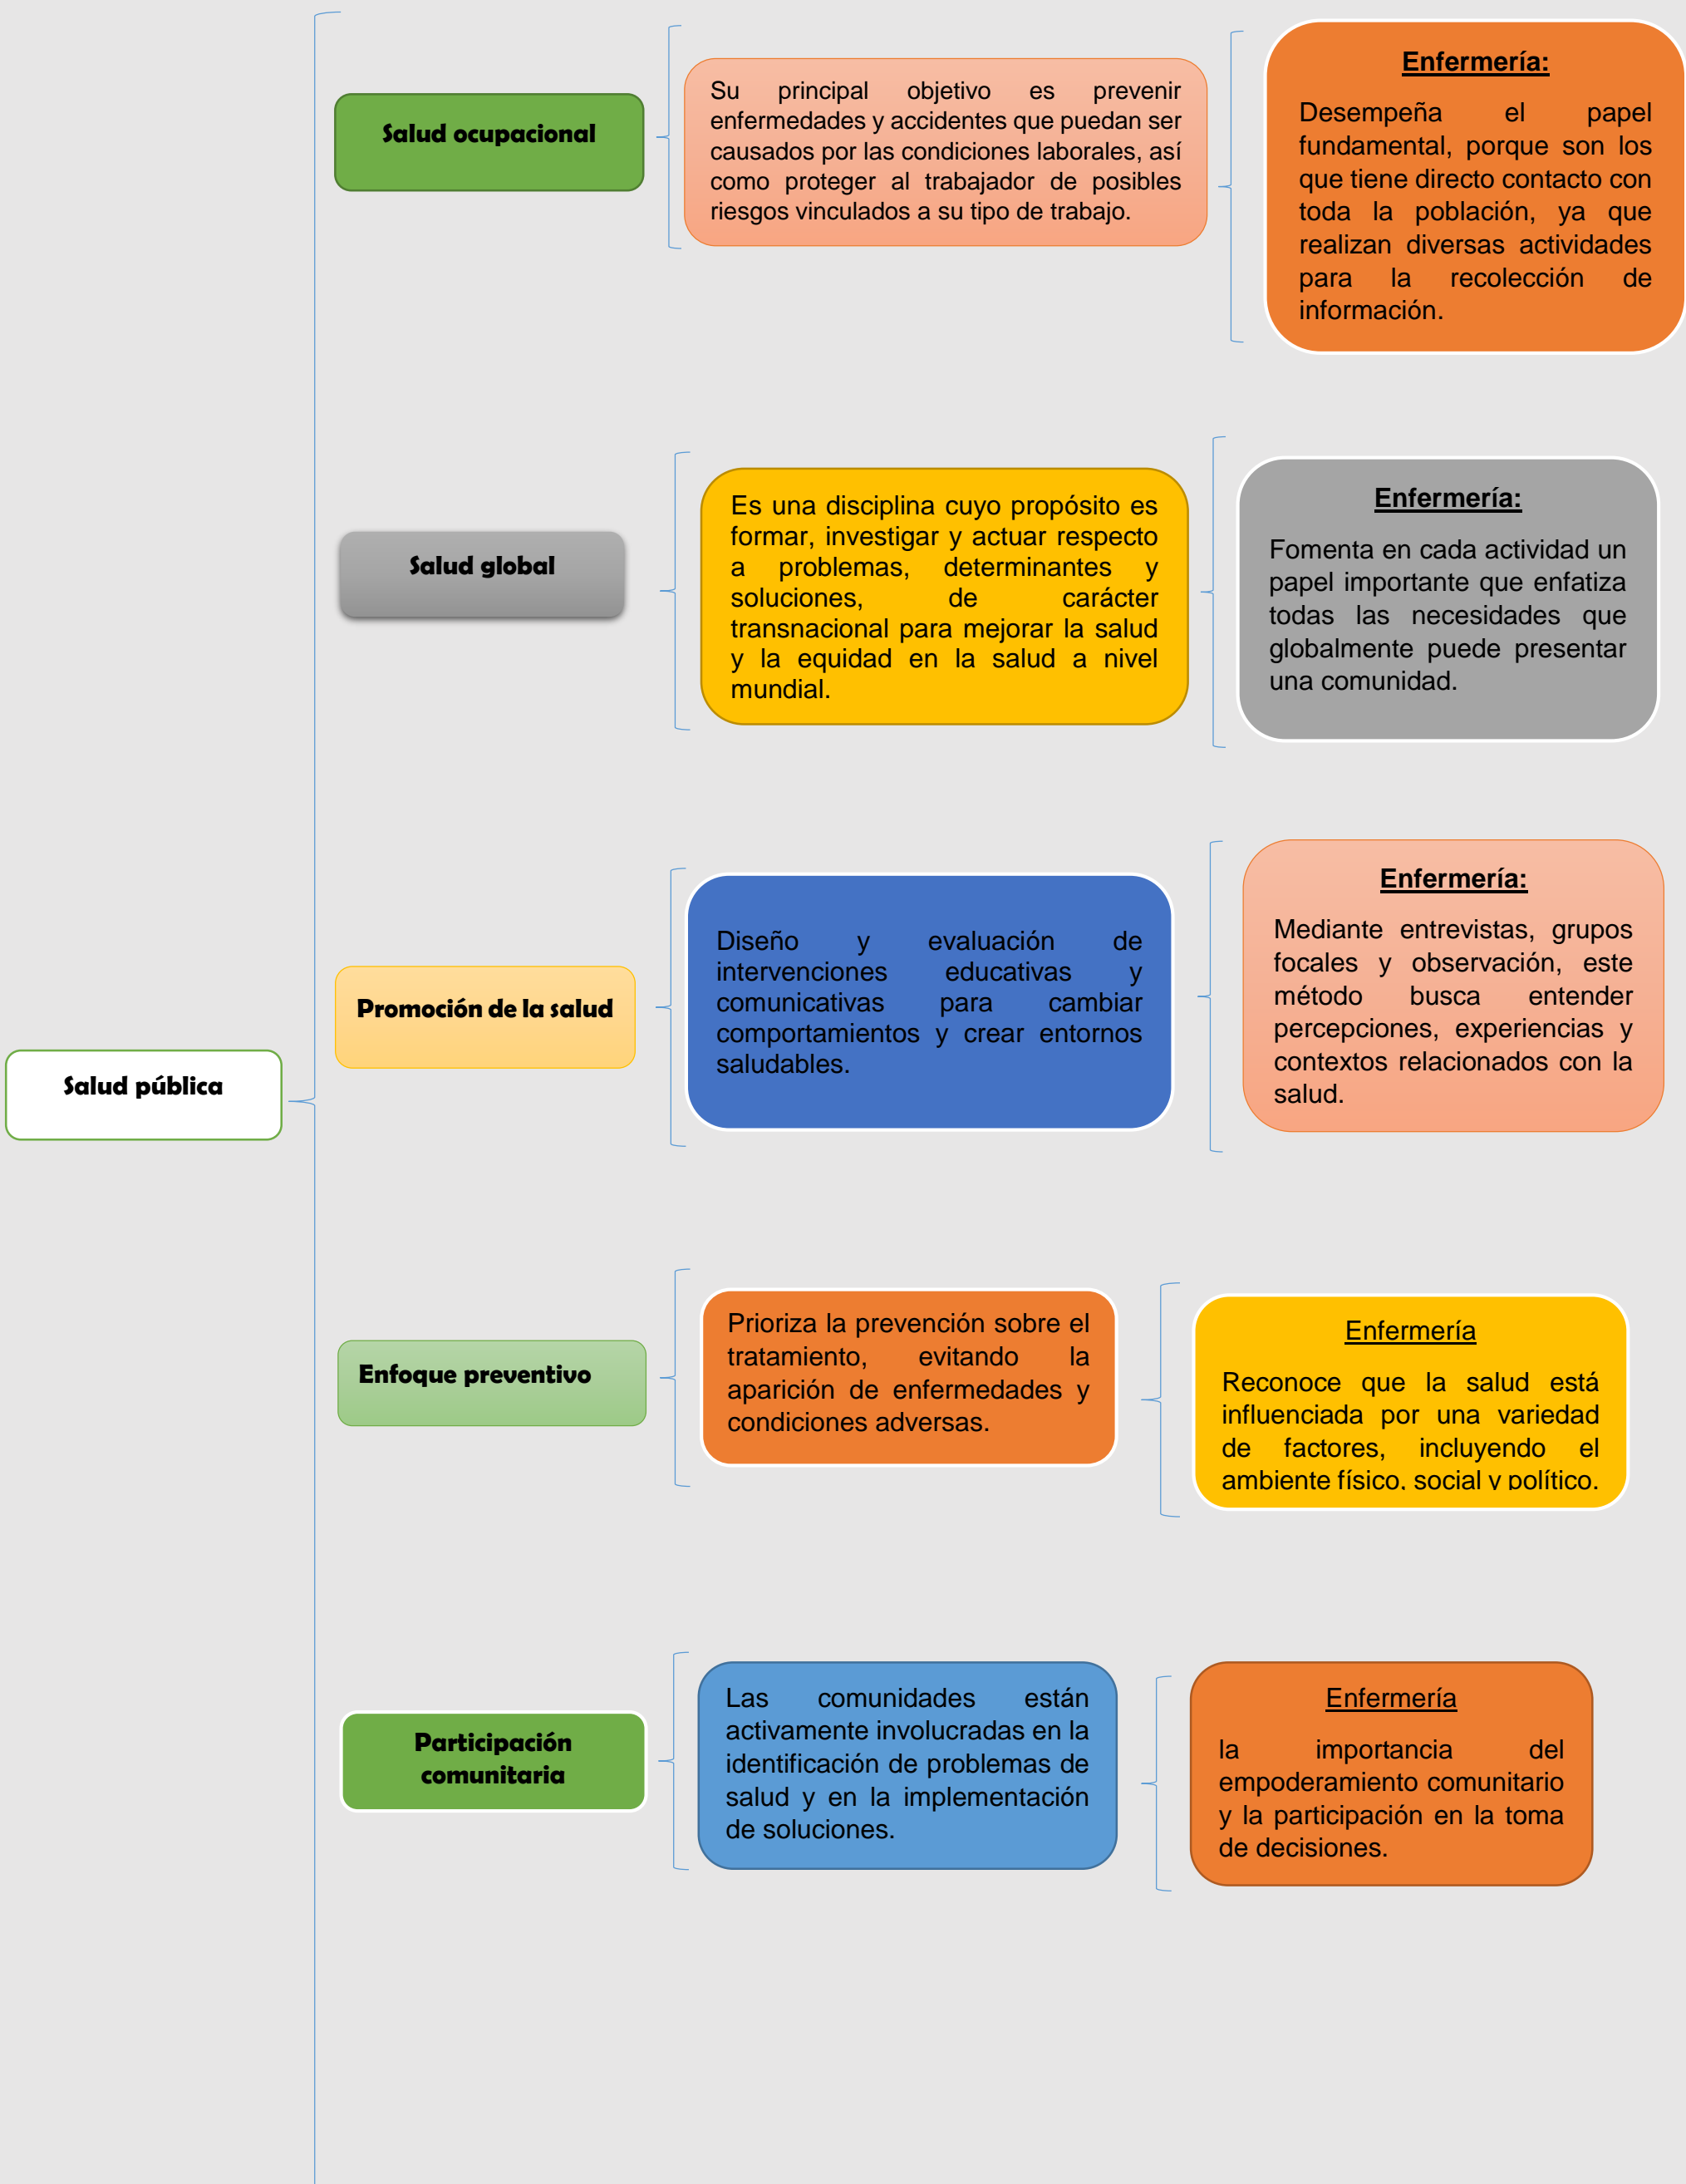 Salud pública
Salud ocupacional
Su principal objetivo es prevenir
enfermedades y accidentes que puedan ser
causados por las condiciones laborales, así
como proteger al trabajador de posibles
riesgos vinculados a su tipo de trabajo.
Enfermería:
Desempeña el papel
fundamental, porque son los
que tiene directo contacto con
toda la población, ya que
realizan diversas actividades
para la recolección de
información.
Salud global
Es una disciplina cuyo propósito es
formar, investigar y actuar respecto
a problemas, determinantes y
soluciones, de carácter
transnacional para mejorar la salud
y la equidad en la salud a nivel
mundial.
Enfermería:
Fomenta en cada actividad un
papel importante que enfatiza
todas las necesidades que
globalmente puede presentar
una comunidad.
Promoción de la salud
Diseño y evaluación de
intervenciones educativas y
comunicativas para cambiar
comportamientos y crear entornos
saludables.
Enfermería:
Mediante entrevistas, grupos
focales y observación, este
método busca entender
percepciones, experiencias y
contextos relacionados con la
salud.
Enfoque preventivo
Prioriza la prevención sobre el
tratamiento, evitando la
aparición de enfermedades y
condiciones adversas.
Enfermería
Reconoce que la salud está
influenciada por una variedad
de factores, incluyendo el
ambiente físico, social y político.
Participación
comunitaria
Las comunidades están
activamente involucradas en la
identificación de problemas de
salud y en la implementación
de soluciones.
Enfermería
la importancia del
empoderamiento comunitario
y la participación en la toma
de decisiones.